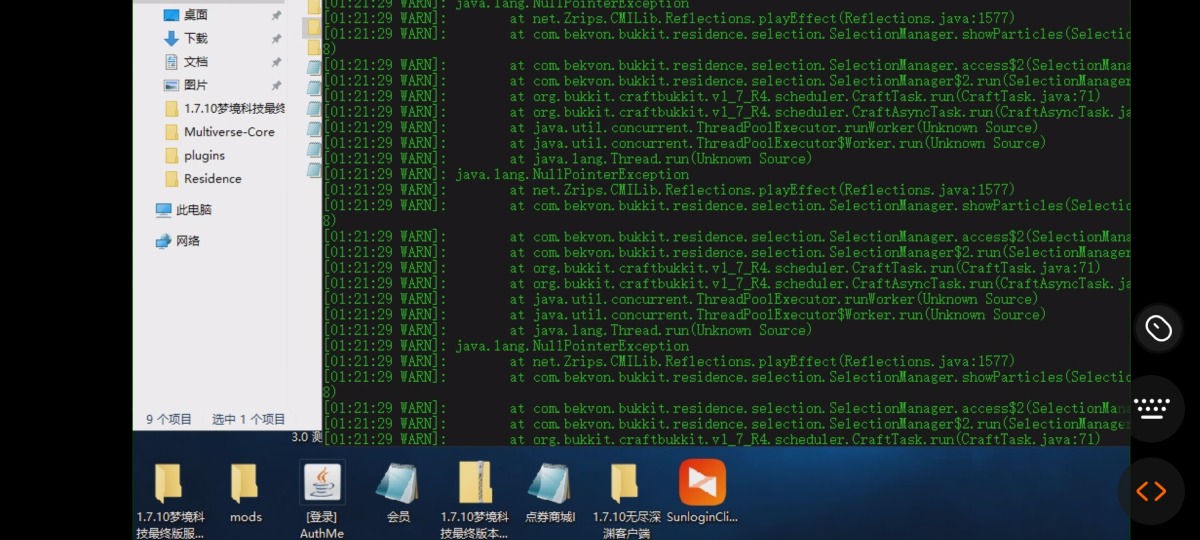 桌面
下载
文档
图片
1.7.10梦境科技最终
Multiverse-Core
plugins
Residence
此电脑
网络
9 个项目 选中 1 个项目
[01:21:29 WARN]: java.lang.NullPointerException
[01:21:29 WARN]: at net.Zrips.CMILib.Reflections.playEffect(Reflections.java:1577)
[01:21:29 WARN]: at com.bekvon.bukkit.residence.selection.SelectionManager.showParticles(Selectio
8)
[01:21:29 WARN]: at com.bekvon.bukkit.residence.selection.SelectionManager.access$2(SelectionMana
[01:21:29 WARN]: at com.bekvon.bukkit.residence.selection.SelectionManager$2.run(SelectionManager
[01:21:29 WARN]: at org.bukkit.craftbukkit.v1_7_R4.scheduler.CraftTask.run(CraftTask.java:71)
[01:21:29 WARN]: at org.bukkit.craftbukkit.v1_7_R4.scheduler.CraftAsyncTask.run(CraftAsyncTask.ja
[01:21:29 WARN]: at java.util.concurrent.ThreadPoolExecutor.runWorker(Unknown Source)
[01:21:29 WARN]: at java.util.concurrent.ThreadPoolExecutor$Worker.run(Unknown Source)
[01:21:29 WARN]: at java.lang.Thread.run(Unknown Source)
[01:21:29 WARN]: java.lang.NullPointerException
[01:21:29 WARN]: at net.Zrips.CMILib.Reflections.playEffect(Reflections.java:1577)
[01:21:29 WARN]: at com.bekvon.bukkit.residence.selection.SelectionManager.showParticles(Selectio
8)
[01:21:29 WARN]: at com.bekvon.bukkit.residence.selection.SelectionManager.access$2(SelectionMana
[01:21:29 WARN]: at com.bekvon.bukkit.residence.selection.SelectionManager$2.run(SelectionManager
[01:21:29 WARN]: at org.bukkit.craftbukkit.v1_7_R4.scheduler.CraftTask.run(CraftTask.java:71)
[01:21:29 WARN]: at org.bukkit.craftbukkit.v1_7_R4.scheduler.CraftAsyncTask.run(CraftAsyncTask.ja
[01:21:29 WARN]: at java.util.concurrent.ThreadPoolExecutor.runWorker(Unknown Source)
[01:21:29 WARN]: at java.util.concurrent.ThreadPoolExecutor$Worker.run(Unknown Source)
[01:21:29 WARN]: at java.lang.Thread.run(Unknown Source)
[01:21:29 WARN]: java.lang.NullPointerException
[01:21:29 WARN]: at net.Zrips.CMILib.Reflections.playEffect(Reflections.java:1577)
[01:21:29 WARN]: at com.bekvon.bukkit.residence.selection.SelectionManager.showParticles(Selectio
8)
[01:21:29 WARN]: at com.bekvon.bukkit.residence.selection.SelectionManager.access$2(SelectionMana
[01:21:29 WARN]: at com.bekvon.bukkit.residence.selection.SelectionManager$2.run(SelectionManager
[01:21:29 WARN]: at org.bukkit.craftbukkit.v1_7_R4.scheduler.CraftTask.run(CraftTask.java:71)
3.0 测
1.7.10梦境科
技最终版服...
mods
[登录]
AuthMe
会员
1.7.10梦境科
技最终版本...
点券商城I
1.7.10无尽深
渊客户端
SunloginCli...